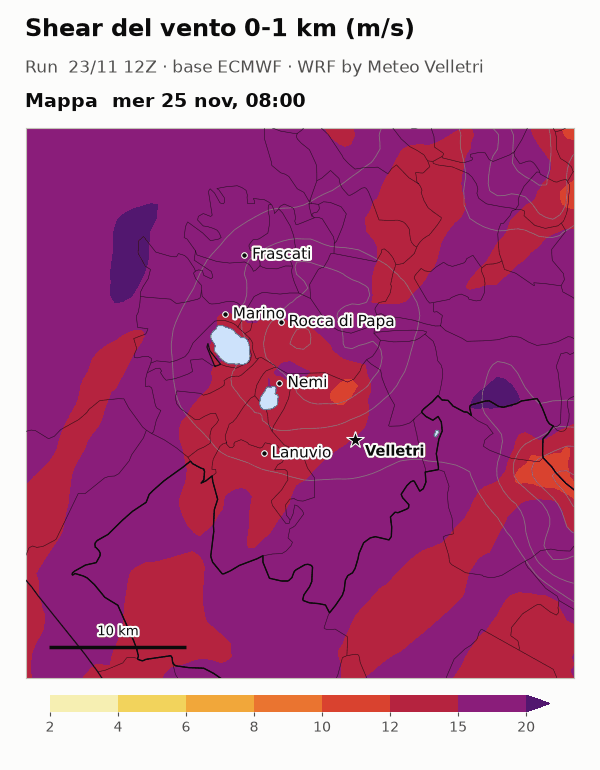 Shear del vento 0-1 km (m/s)
Run  23/11 12Z · base ECMWF · WRF by Meteo Velletri
Mappa  mer 25 nov, 08:00
Frascati
Marino
Rocca di Papa
Nemi
Lanuvio
Velletri
10 km
2 4 6 8 10 12 15 20